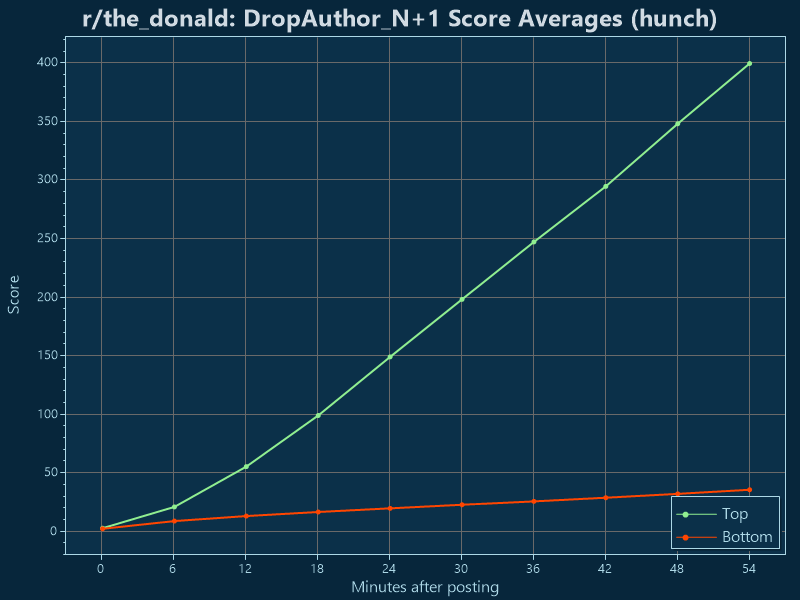 r/the_donald: DropAuthor_N+1 Score Averages (hunch)
Score
400
350
300
250
200
150
100
50
0
0 6 12 18 24 30 36 42 48 54
Minutes after posting
Top
Bottom